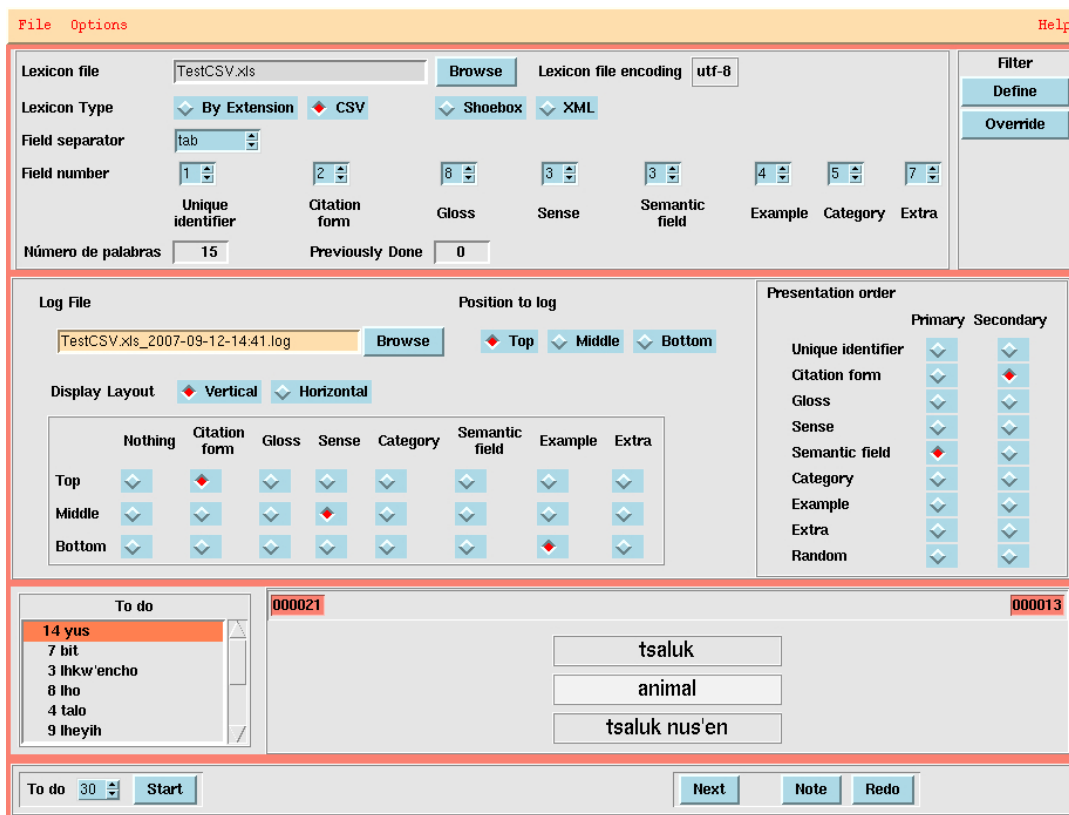 File Options Help
Lexicon file TestCSV.xls Browse Lexicon file encoding utf-8 Filter
Define
Lexicon Type By Extension CSV Shoebox XML
Override
Field separator tab
Field number 1 2 8 3 3 4 5 7
Unique identifier Citation form Gloss Sense Semantic field Example Category Extra
Número de palabras 15 Previously Done 0
Log File Position to log Presentation order
Primary Secondary
TestCSV.xls_2007-09-12-14:41.log Browse Top Middle Bottom
Unique identifier
Citation form
Display Layout Vertical Horizontal
Gloss
Sense
Semantic field
Category
Example
Extra
Random
Nothing Citation form Gloss Sense Category Semantic field Example Extra
Top
Middle
Bottom
To do
14 yus
7 bit
3 lhkw'encho
8 lho
4 talo
9 lheyih
000021 000013
tsaluk
animal
tsaluk nus'en
To do 30 Start Next Note Redo